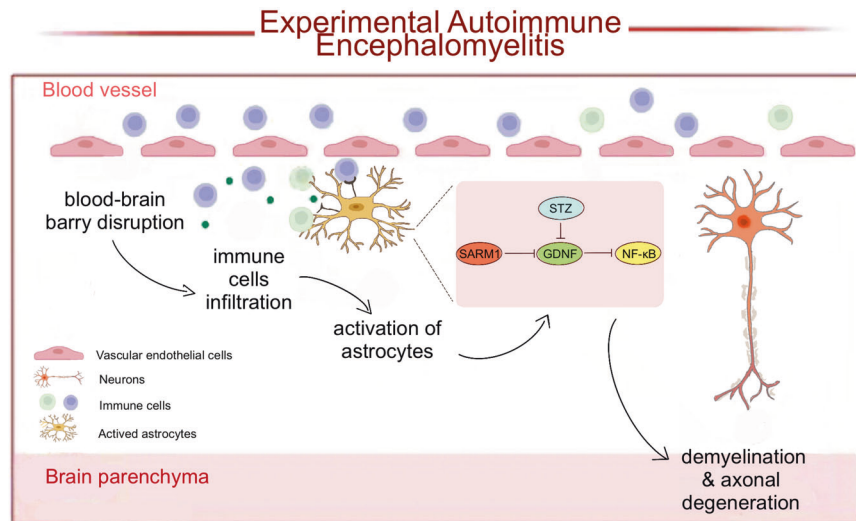 Experimental Autoimmune
Encephalomyelitis
Blood vessel
blood-brain
barry disruption
immune
cells
infiltration
activation of
astrocytes
STZ
SARM1
GDNF
NF-κB
Vascular endothelial cells
Neurons
Immune cells
Actived astrocytes
Brain parenchyma
demyelination
& axonal
degeneration